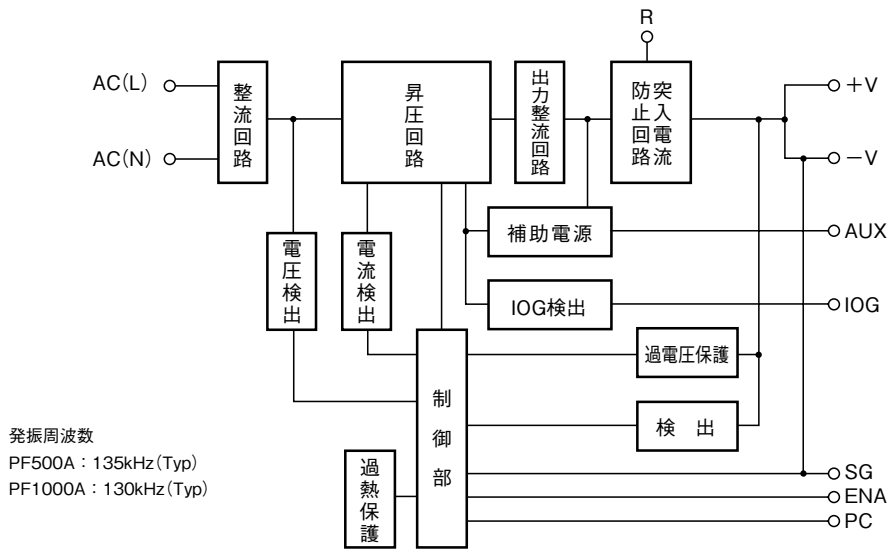 R
AC(L)
AC(N)
整流回路
昇圧回路
出力整流回路
突入電流
防止回路
+V
−V
補助電源
AUX
電圧検出
電流検出
IOG検出
IOG
過電圧保護
制御部
検 出
発振周波数
PF500A：135kHz(Typ)
PF1000A：130kHz(Typ)
過熱保護
SG
ENA
PC